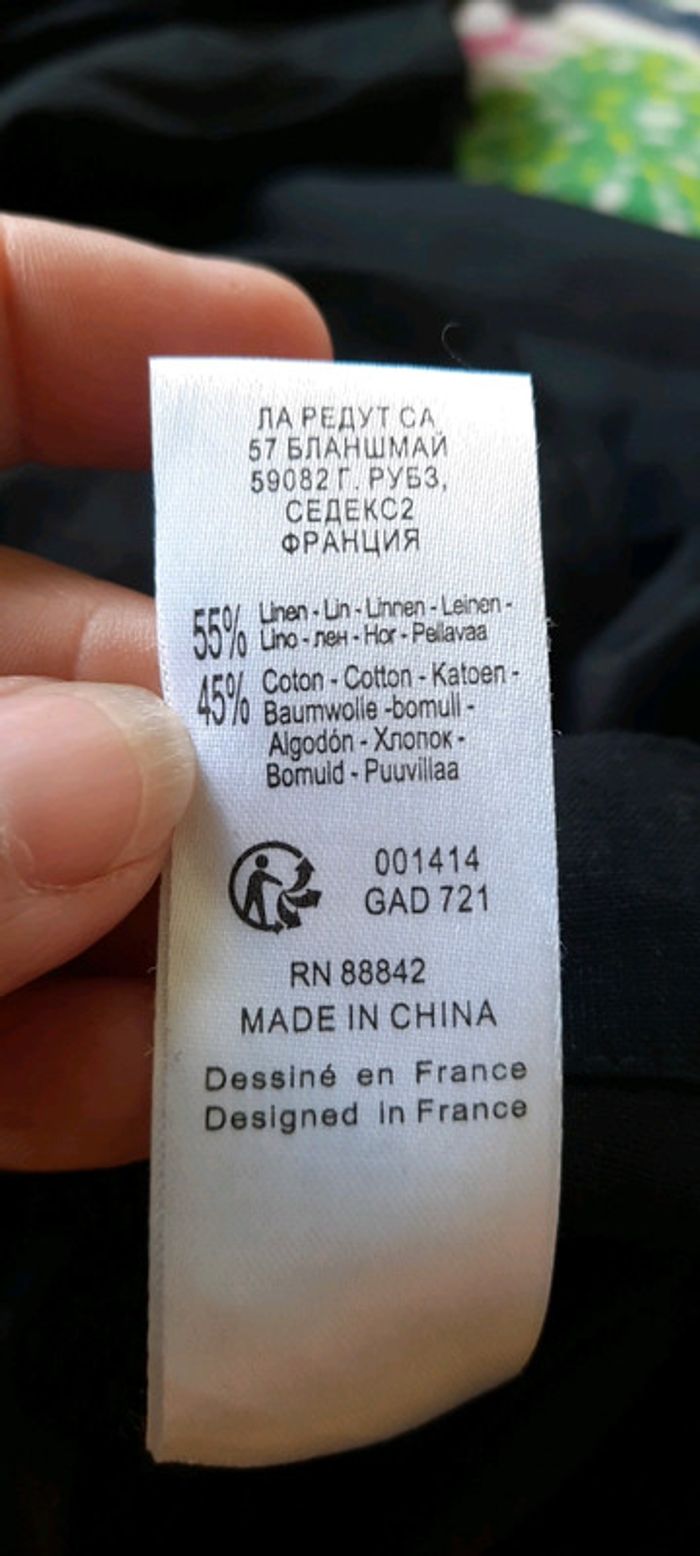 ЛА РЕДУТ СА
57 БЛАНШМАЙ
59082 Г. РУБЗ,
СЕДЕКС2
ФРАНЦИЯ
55% Linen - Lin - Linnen - Leinen -
Lino - лен - Hor - Pellavaa
45% Coton - Cotton - Katoen -
Baumwolle -bomull -
Algodón - Хлопок -
Bomuld - Puuvillaa
001414
GAD 721
RN 88842
MADE IN CHINA
Dessiné en France
Designed in France